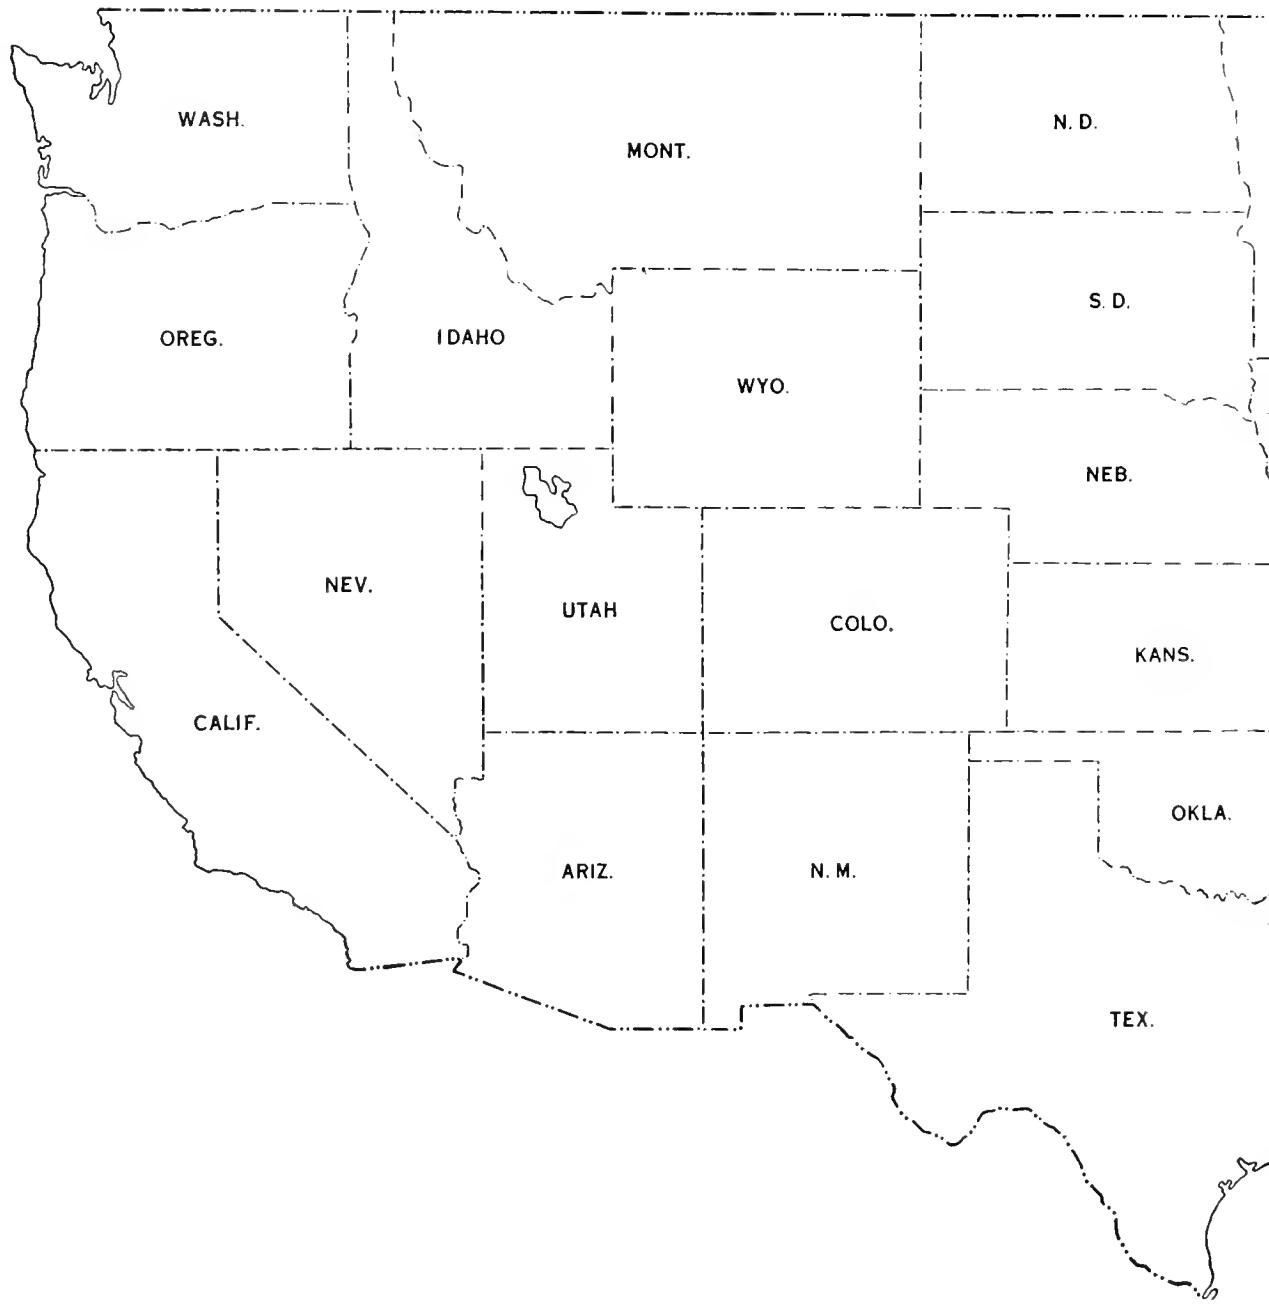 WASH.
N. D.
MONT.
S. D.
OREG.
IDAHO
WYO.
NEB.
NEV.
UTAH
COLO.
KANS.
CALIF.
OKLA.
ARIZ.
N. M.
TEX.